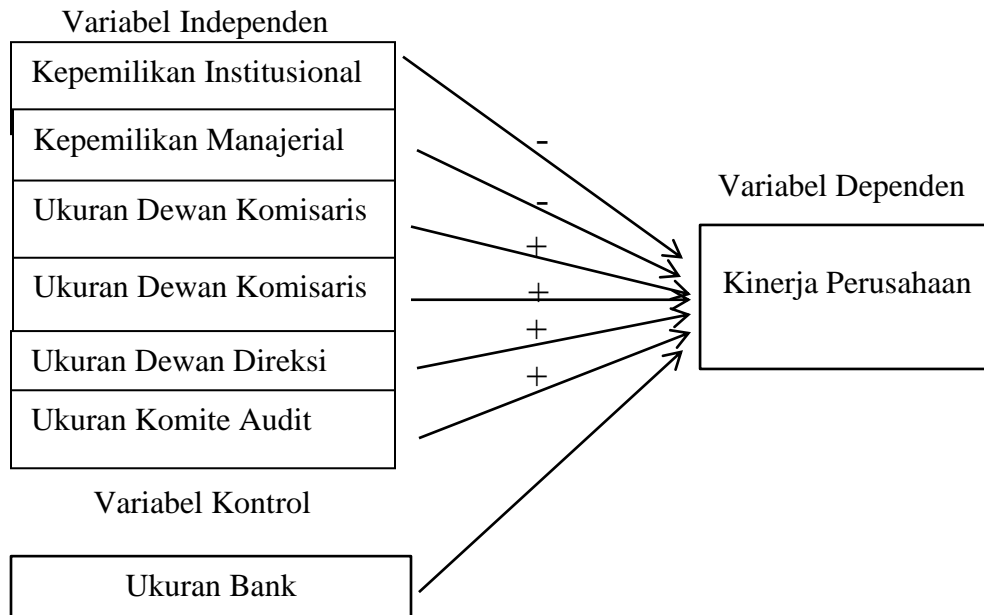 Variabel Independen
Kepemilikan Institusional
Kepemilikan Manajerial
Ukuran Dewan Komisaris
Ukuran Dewan Komisaris
Ukuran Dewan Direksi
Ukuran Komite Audit
Variabel Kontrol
Ukuran Bank
-
-
+
+
+
+
Variabel Dependen
Kinerja Perusahaan